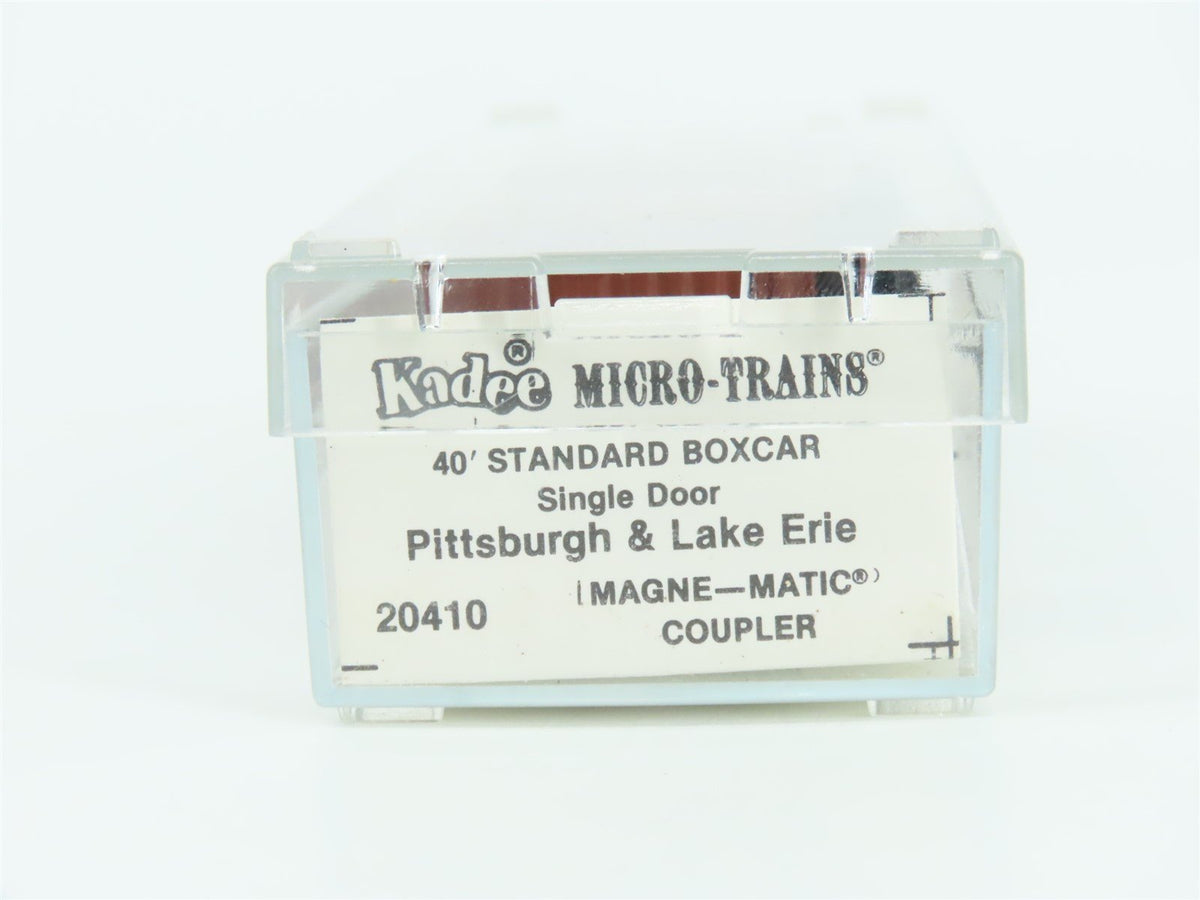 Kadee® MICRO-TRAINS®
40' STANDARD BOXCAR
Single Door
Pittsburgh & Lake Erie
(MAGNE—MATIC®)
20410
COUPLER